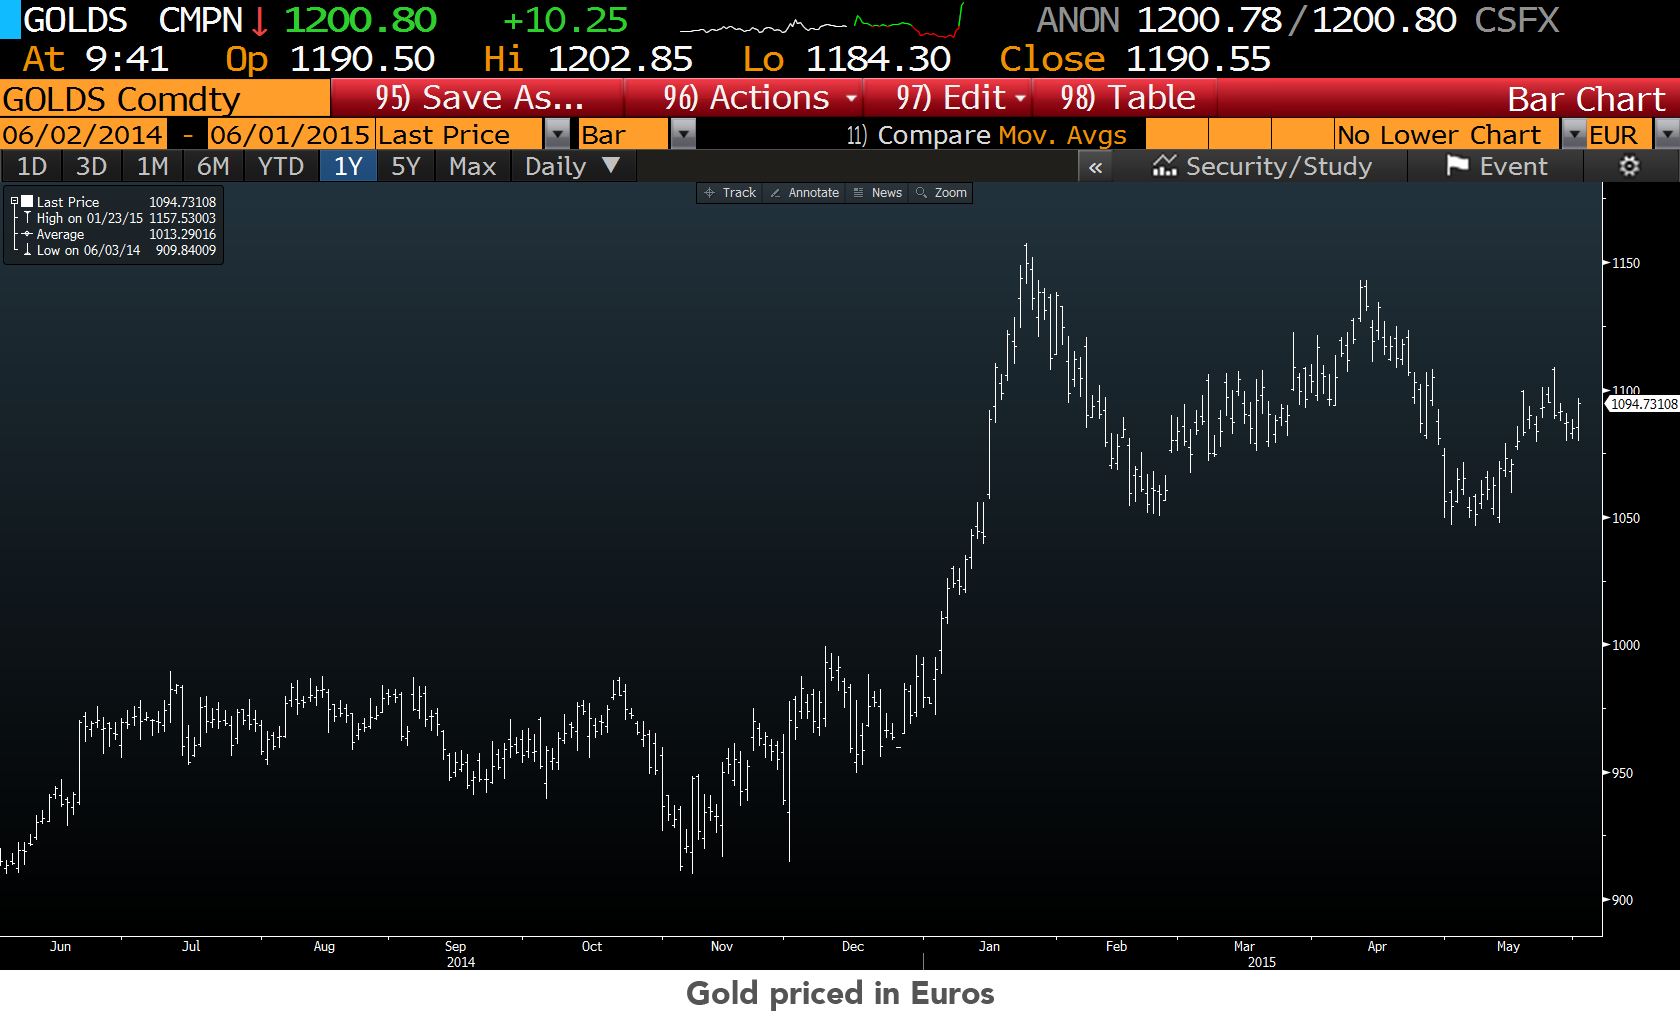 GOLDS CMPN↓ 1200.80 +10.25 ANON 1200.78/1200.80 CSFX
At 9:41 Op 1190.50 Hi 1202.85 Lo 1184.30 Close 1190.55
GOLDS Comdty 95) Save As... 96) Actions 97) Edit 98) Table Bar Chart
06/02/2014 - 06/01/2015 Last Price Bar 11) Compare Mov. Avgs No Lower Chart EUR
1D 3D 1M 6M YTD 1Y 5Y Max Daily ▼ « Security/Study Event
Track Annotate News Zoom
Last Price 1094.73108
High on 01/23/15 1157.53003
Average 1013.29016
Low on 06/03/14 909.84009
1150
1100
1094.73108
1050
1000
950
900
Jun Jul Aug Sep Oct Nov Dec Jan Feb Mar Apr May
2014 2015
Gold priced in Euros